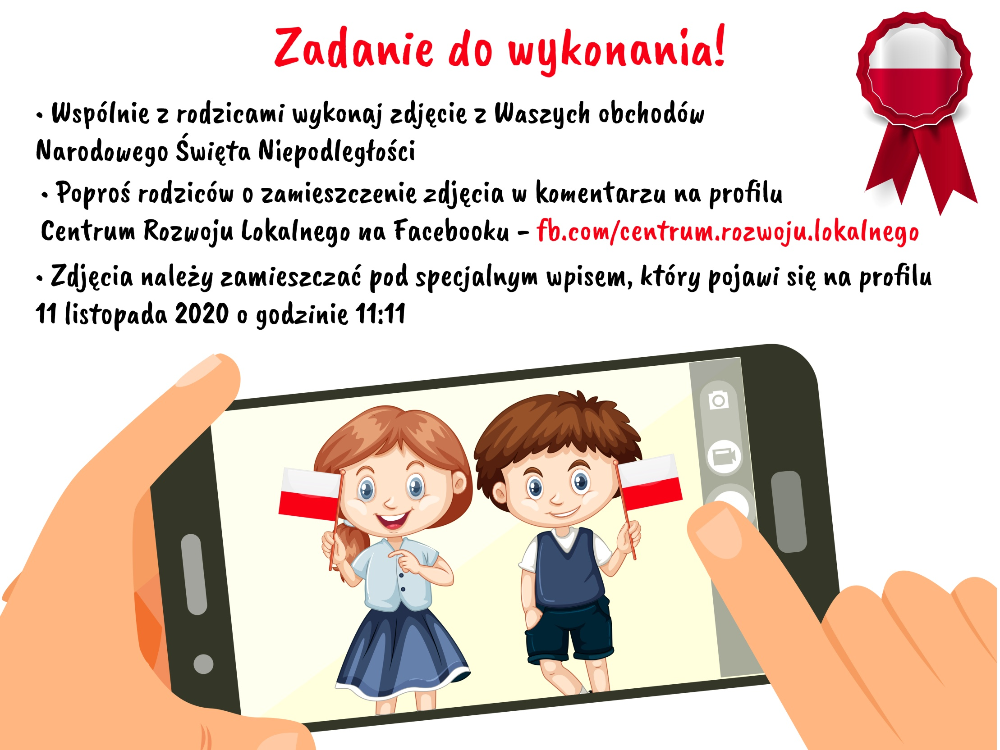 Zadanie do wykonania!
• Wspólnie z rodzicami wykonaj zdjęcie z Waszych obchodów
Narodowego Święta Niepodległości
• Poproś rodziców o zamieszczenie zdjęcia w komentarzu na profilu
Centrum Rozwoju Lokalnego na Facebooku - fb.com/centrum.rozwoju.lokalnego
• Zdjęcia należy zamieszczać pod specjalnym wpisem, który pojawi się na profilu
11 listopada 2020 o godzinie 11:11